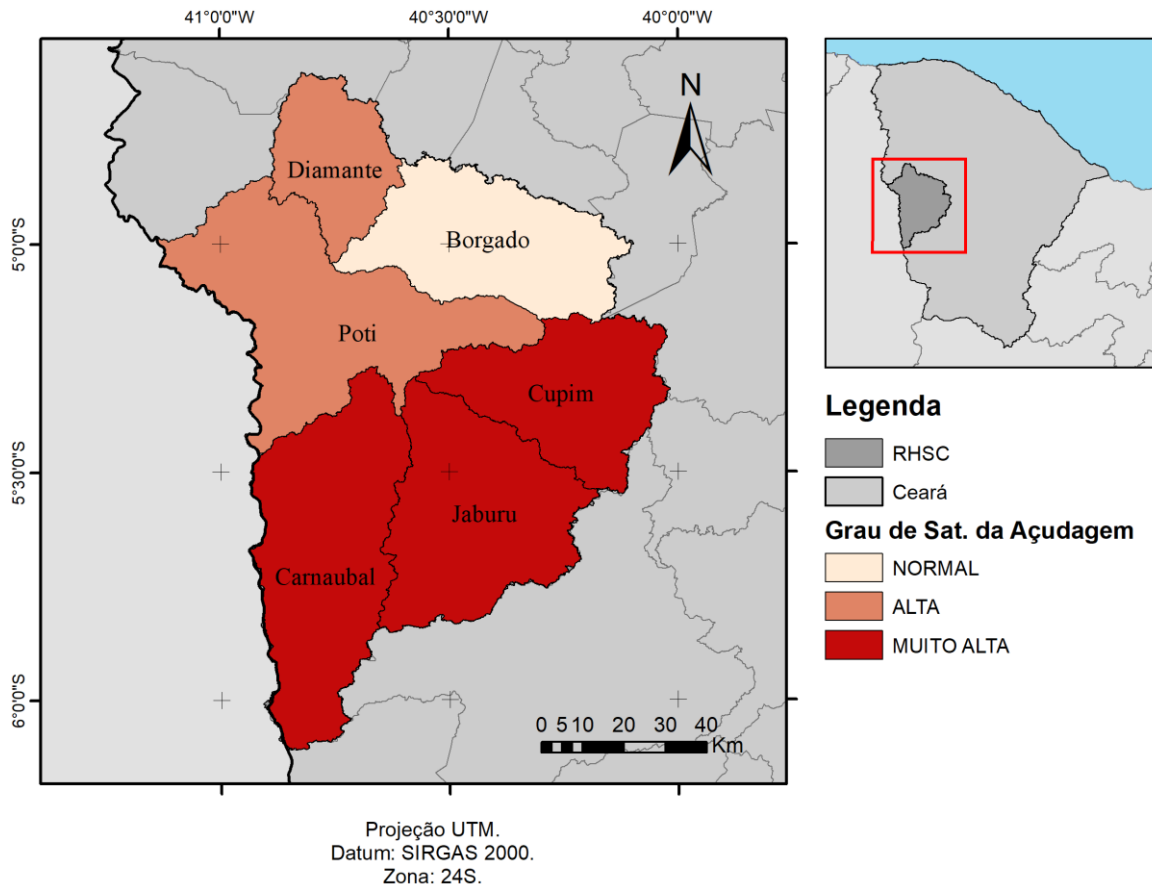 41°0'0"W
40°30'0"W
40°0'0"W
N
Diamante
5°0'0"S
Borgado
Poti
Cupim
5°30'0"S
Jaburu
Carnaubal
6°0'0"S
0 5 10 20 30 40
Km
Projeção UTM.
Datum: SIRGAS 2000.
Zona: 24S.
Legenda
RHSC
Ceará
Grau de Sat. da Açudagem
NORMAL
ALTA
MUITO ALTA